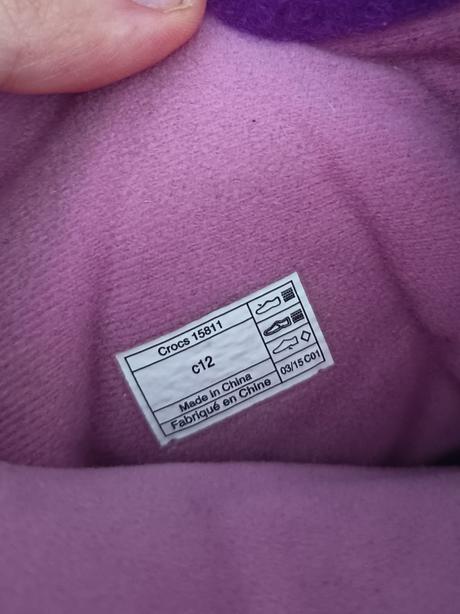 Crocs 15811
c12
Made in China
Fabriqué en Chine
03/15 C01